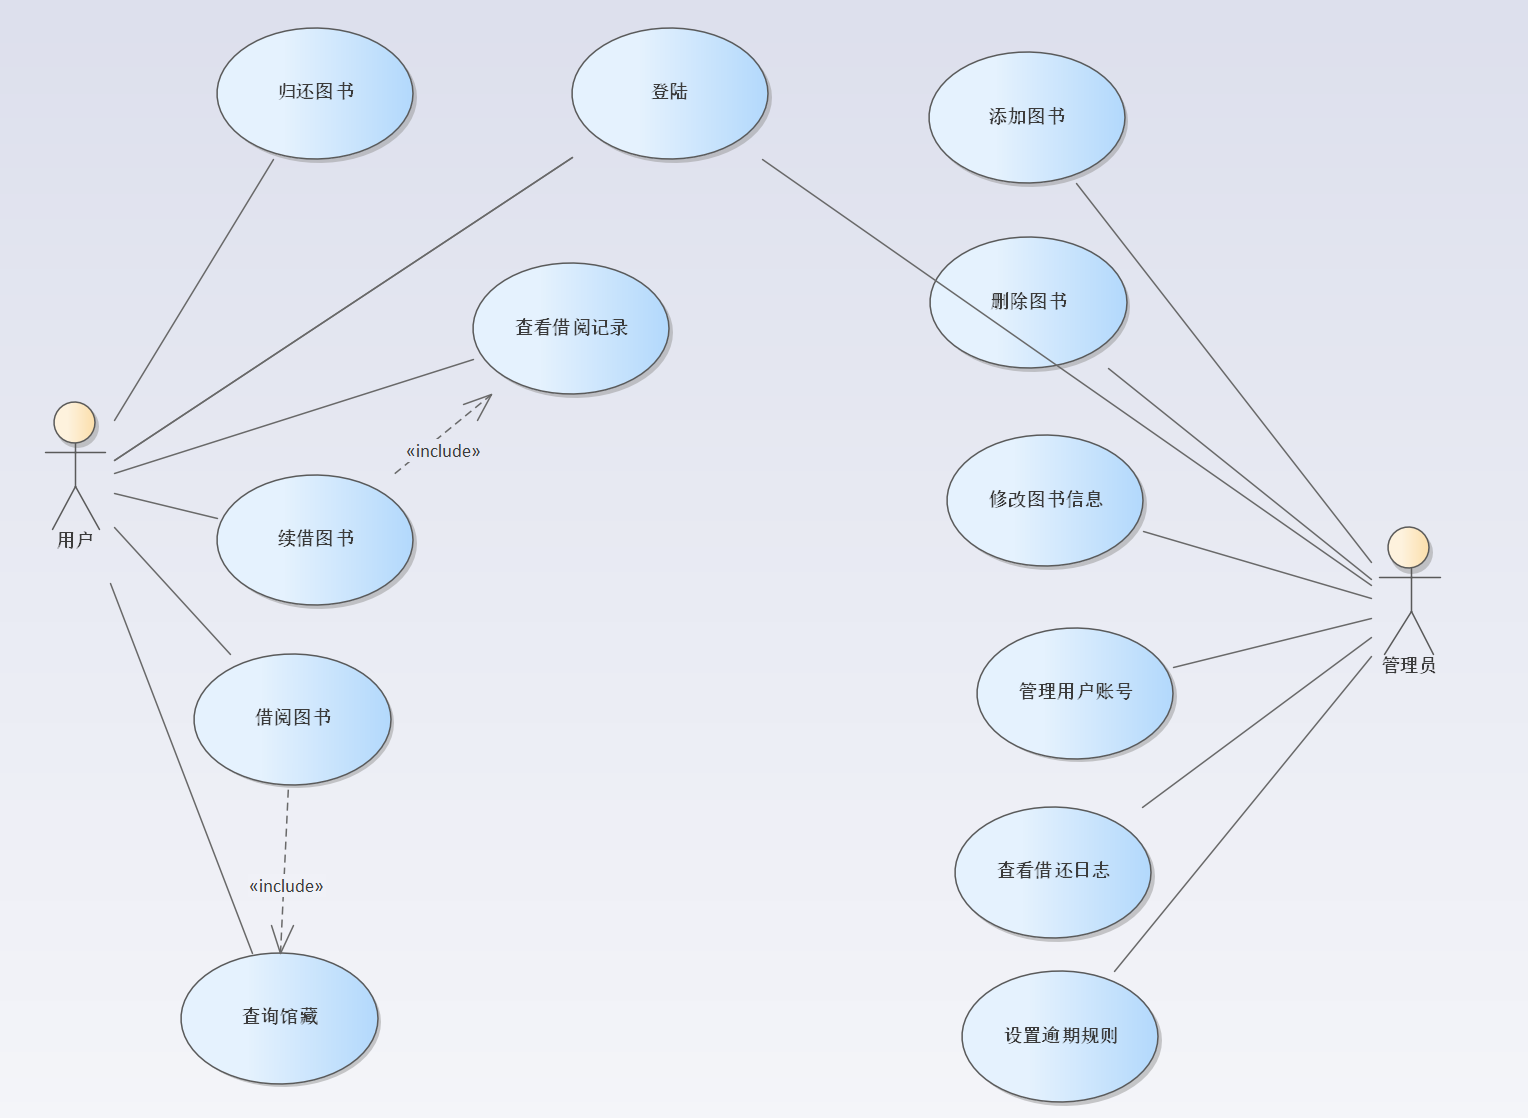 归还图书
登陆
添加图书
删除图书
查看借阅记录
«include»
修改图书信息
用户
续借图书
管理员
管理用户账号
借阅图书
查看借还日志
«include»
查询馆藏
设置逾期规则